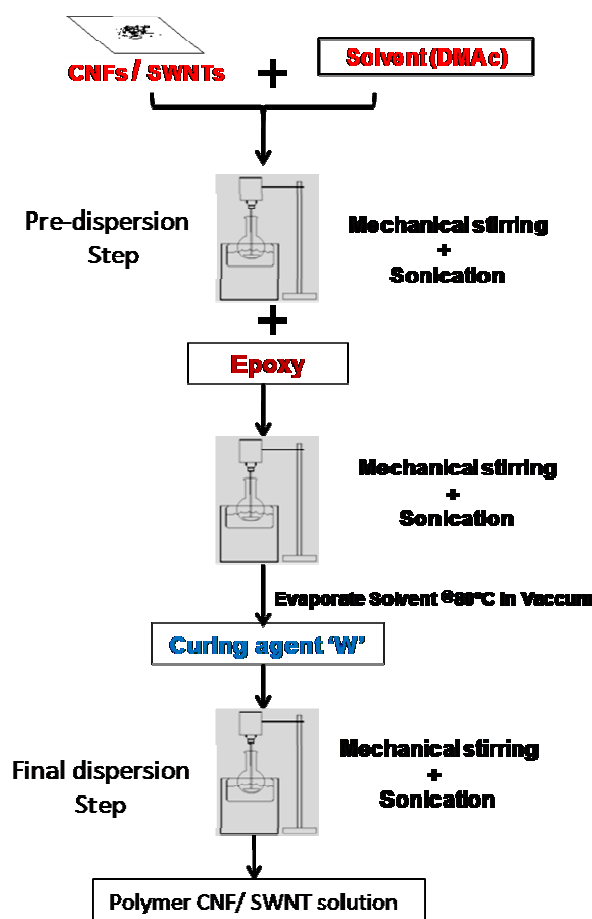 CNFs / SWNTs + Solvent (DMAc)
Pre-dispersion
Step
Mechanical stirring
+
Sonication
+
Epoxy
Mechanical stirring
+
Sonication
Evaporate Solvent @80°C in Vaccum
Curing agent ‘W’
Final dispersion
Step
Mechanical stirring
+
Sonication
Polymer CNF/ SWNT solution